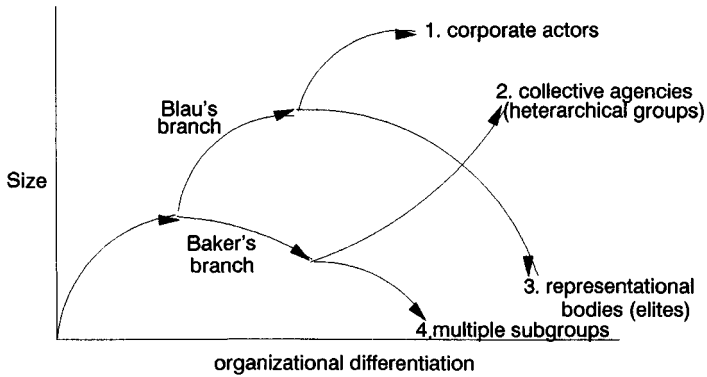 1. corporate actors
2. collective agencies
(heterarchical groups)
Blau's
branch
Size
Baker's
branch
3. representational
bodies (elites)
4.multiple subgroups
organizational differentiation